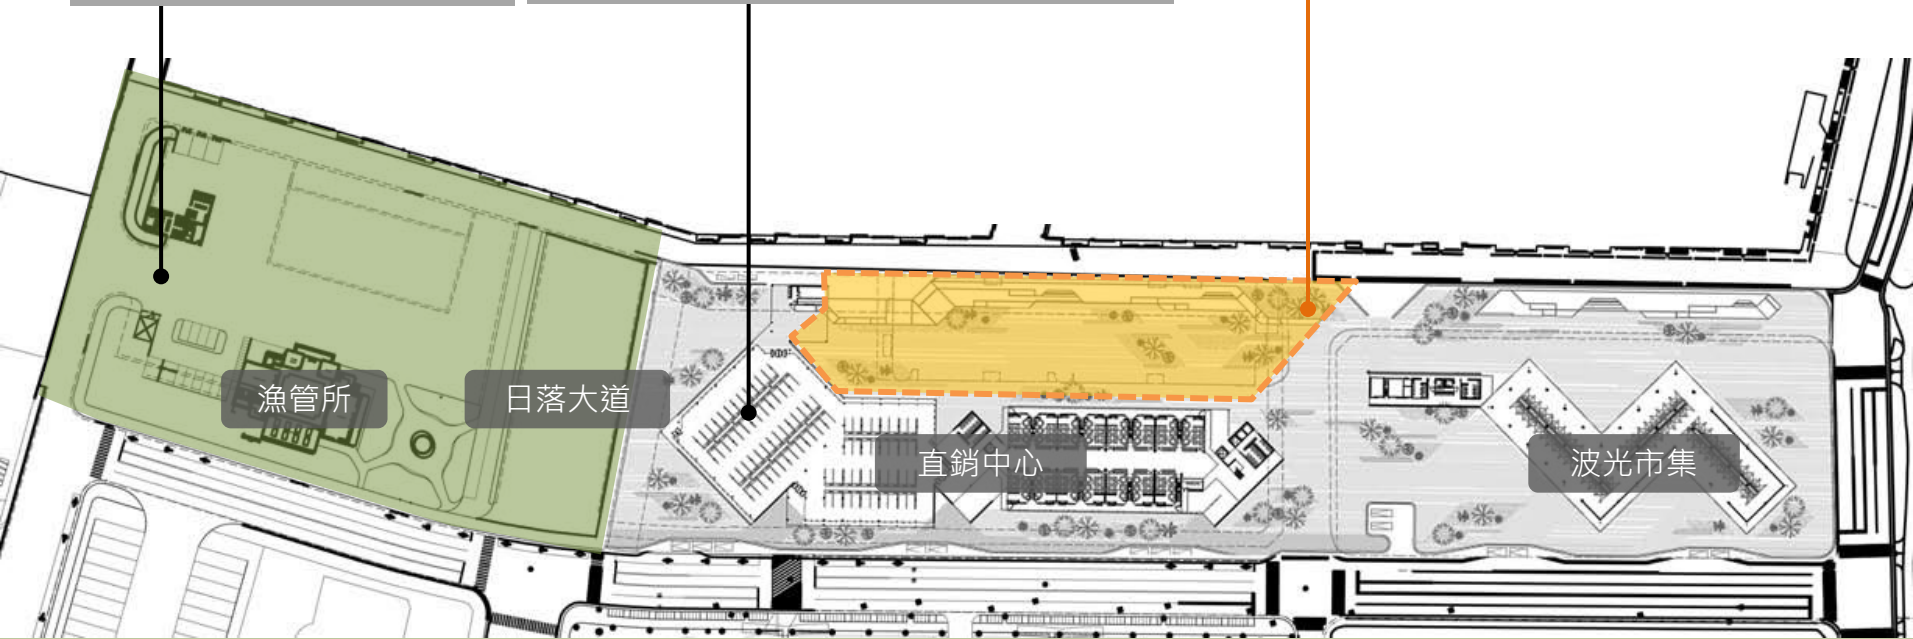 漁管所
日落大道
直銷中心
波光市集